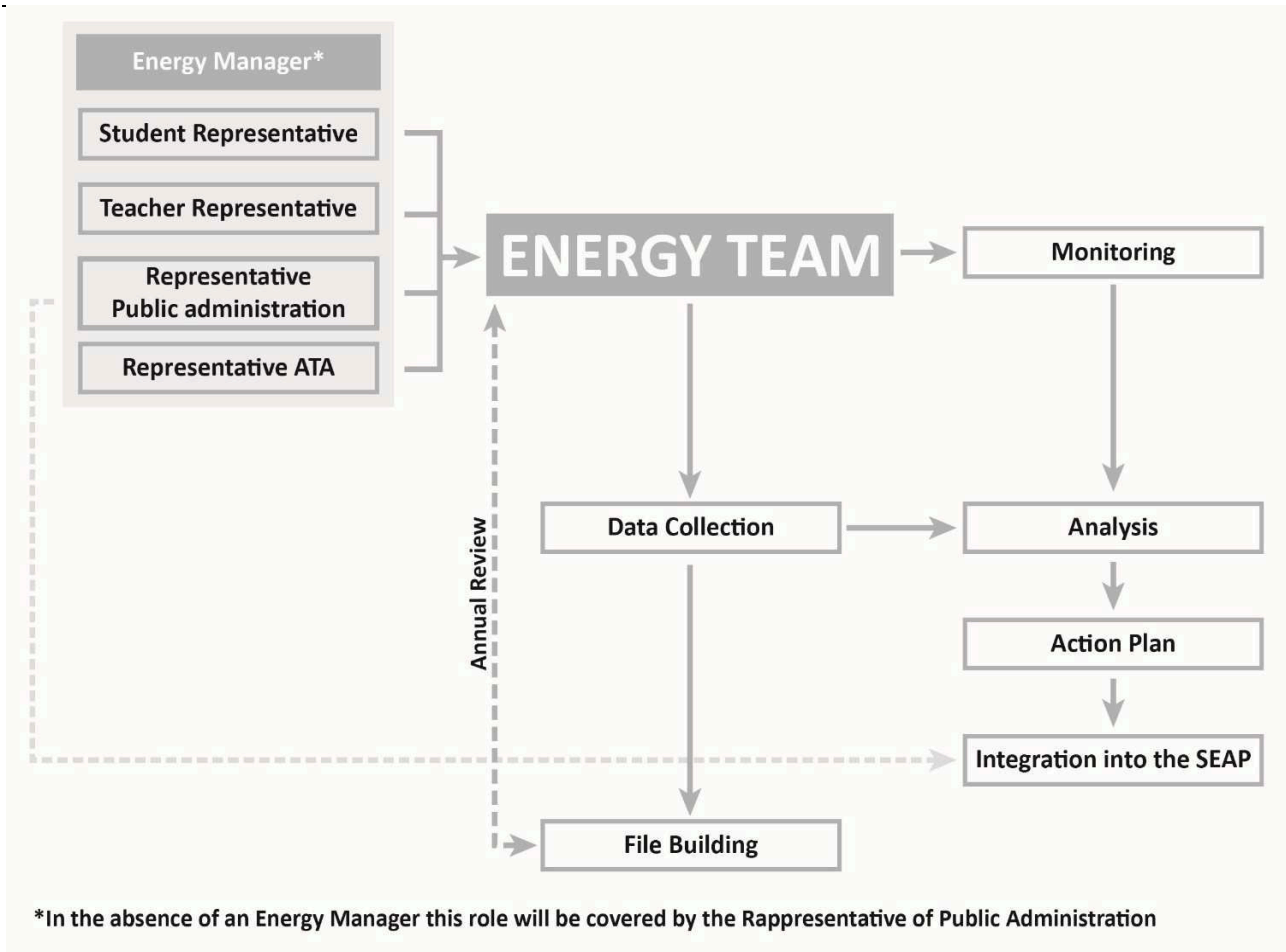 Energy Manager*
Student Representative
Teacher Representative
Representative
Public administration
Representative ATA
ENERGY TEAM
Monitoring
Data Collection
Analysis
Annual Review
Action Plan
Integration into the SEAP
File Building
*In the absence of an Energy Manager this role will be covered by the Rappresentative of Public Administration